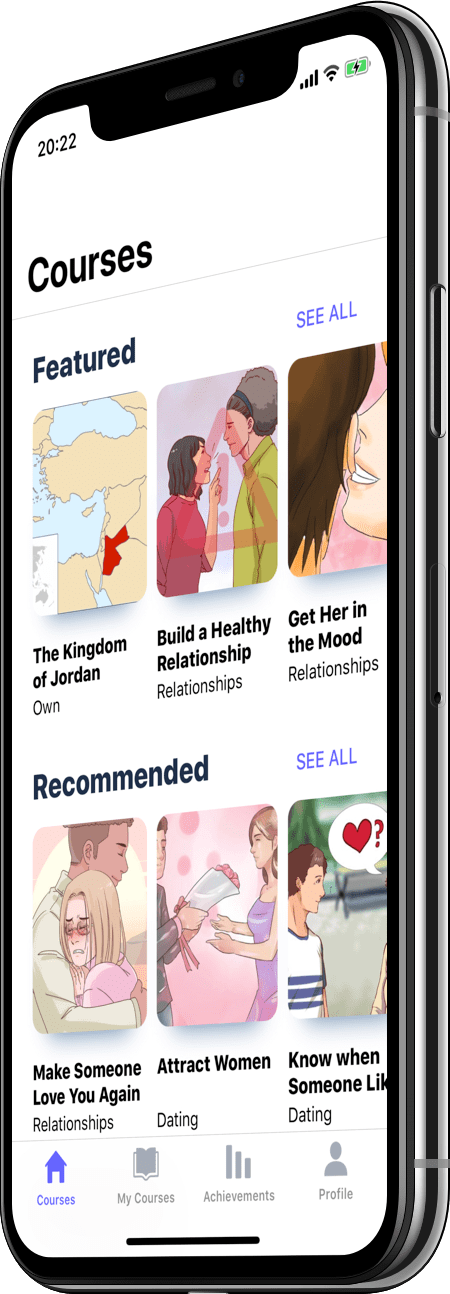 20:22
Courses
Featured
SEE ALL
The Kingdom
of Jordan
Own
Build a Healthy
Relationship
Relationships
Get Her in
the Mood
Relationships
Recommended
SEE ALL
?
Make Someone
Love You Again
Relationships
Attract Women
Dating
Know when
Someone Lik
Dating
Courses
My Courses
Achievements
Profile